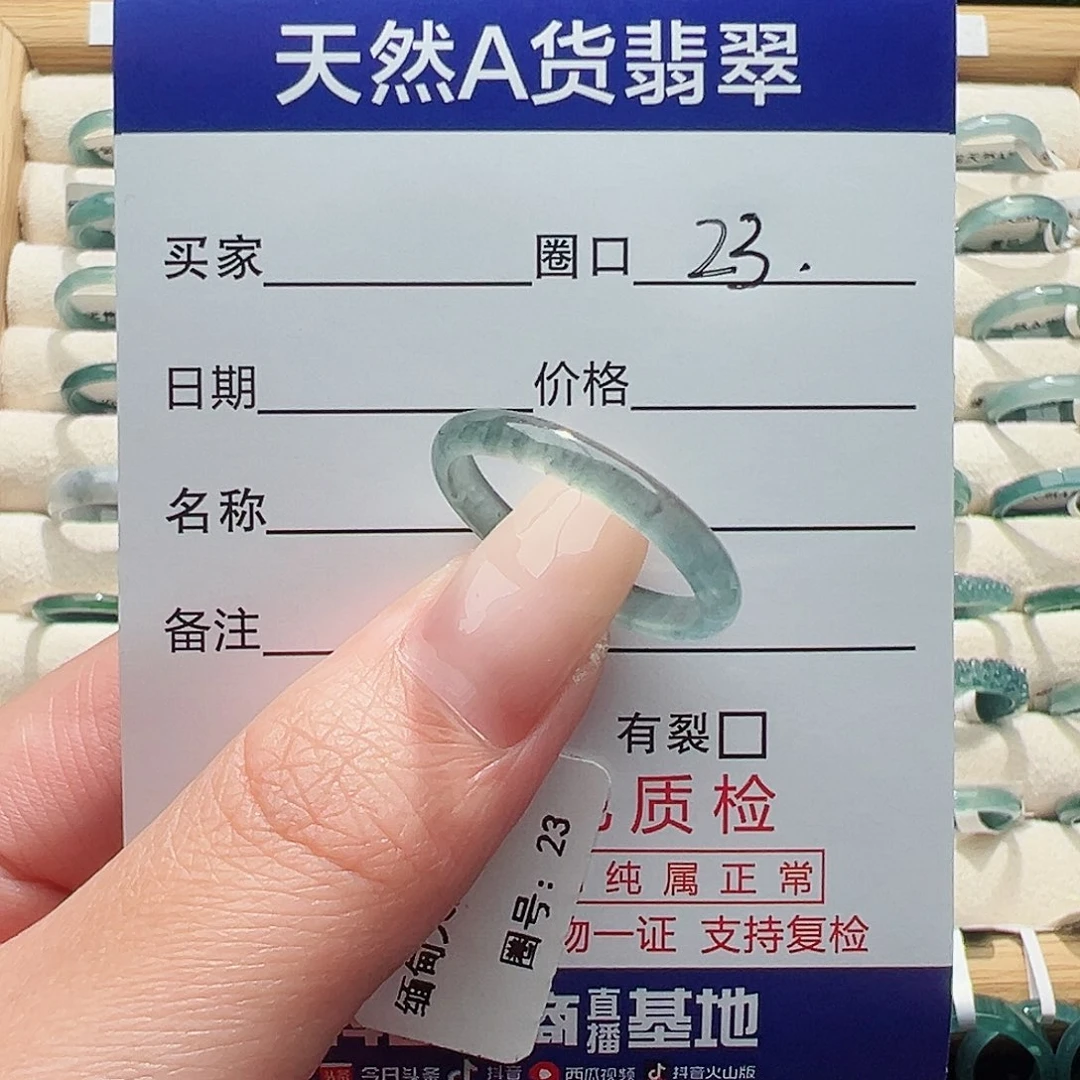 天然A货翡翠
买家 圈口 23.
日期 价格
名称
备注
有裂
质检
纯属正常
勿一证 支持复检
缅甸
圈号: 23
商直播基地
今日头条 抖音 西瓜视频 抖音火山版